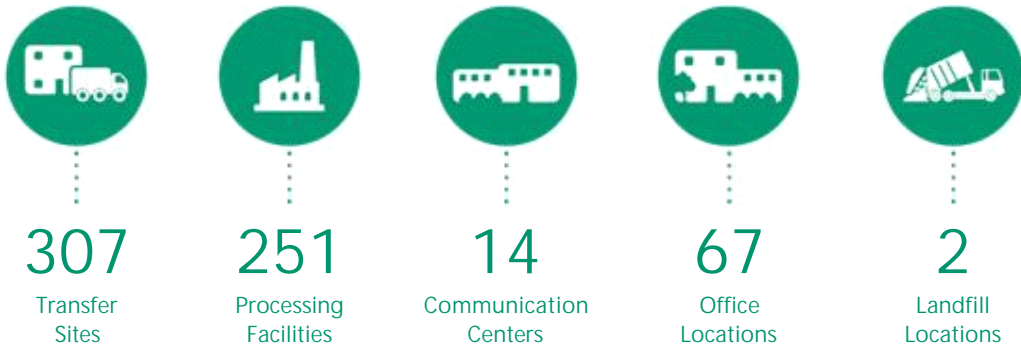 307
Transfer
Sites
251
Processing
Facilities
14
Communication
Centers
67
Office
Locations
2
Landfill
Locations